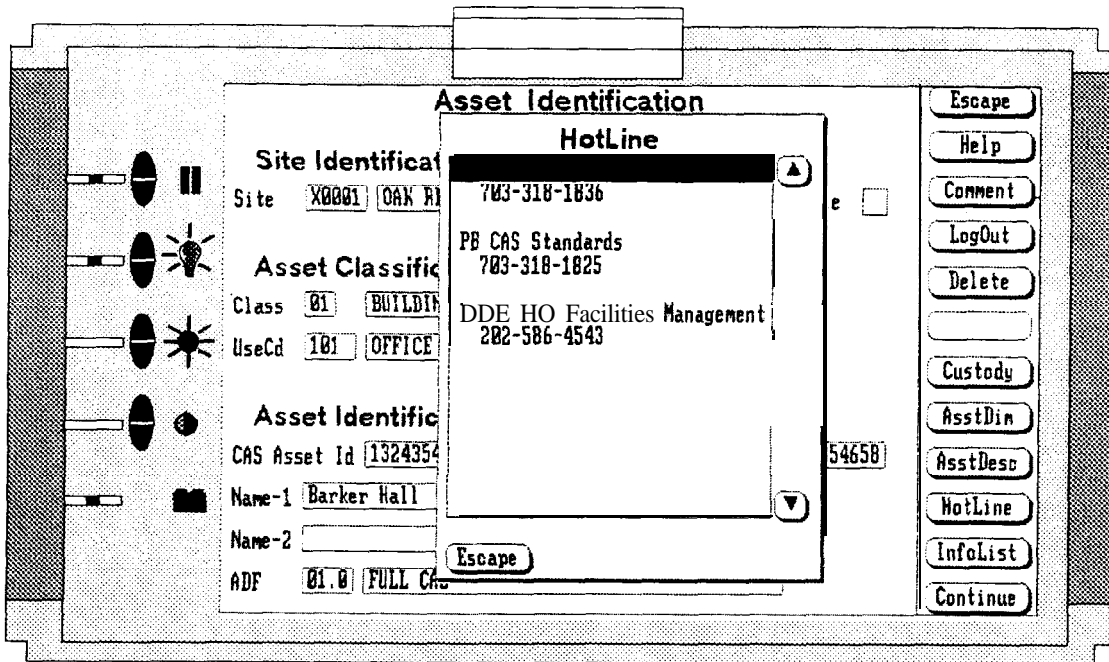 Asset Identification
HotLine
703-318-1836
PB CAS Standards
703-318-1825
DDE HO Facilities Management
202-586-4543
Escape
Site Identificat
Site X0001 OAK RI e
Asset Classific
Class 01 BUILDIN
UseCd 101 OFFICE
Asset Identific
CAS Asset Id 1324354 54658
Name-1 Barker Hall
Name-2
ADF 01.0 FULL CAS
Escape
Help
Comment
LogOut
Delete
Custody
AsstDim
AsstDesc
HotLine
InfoList
Continue